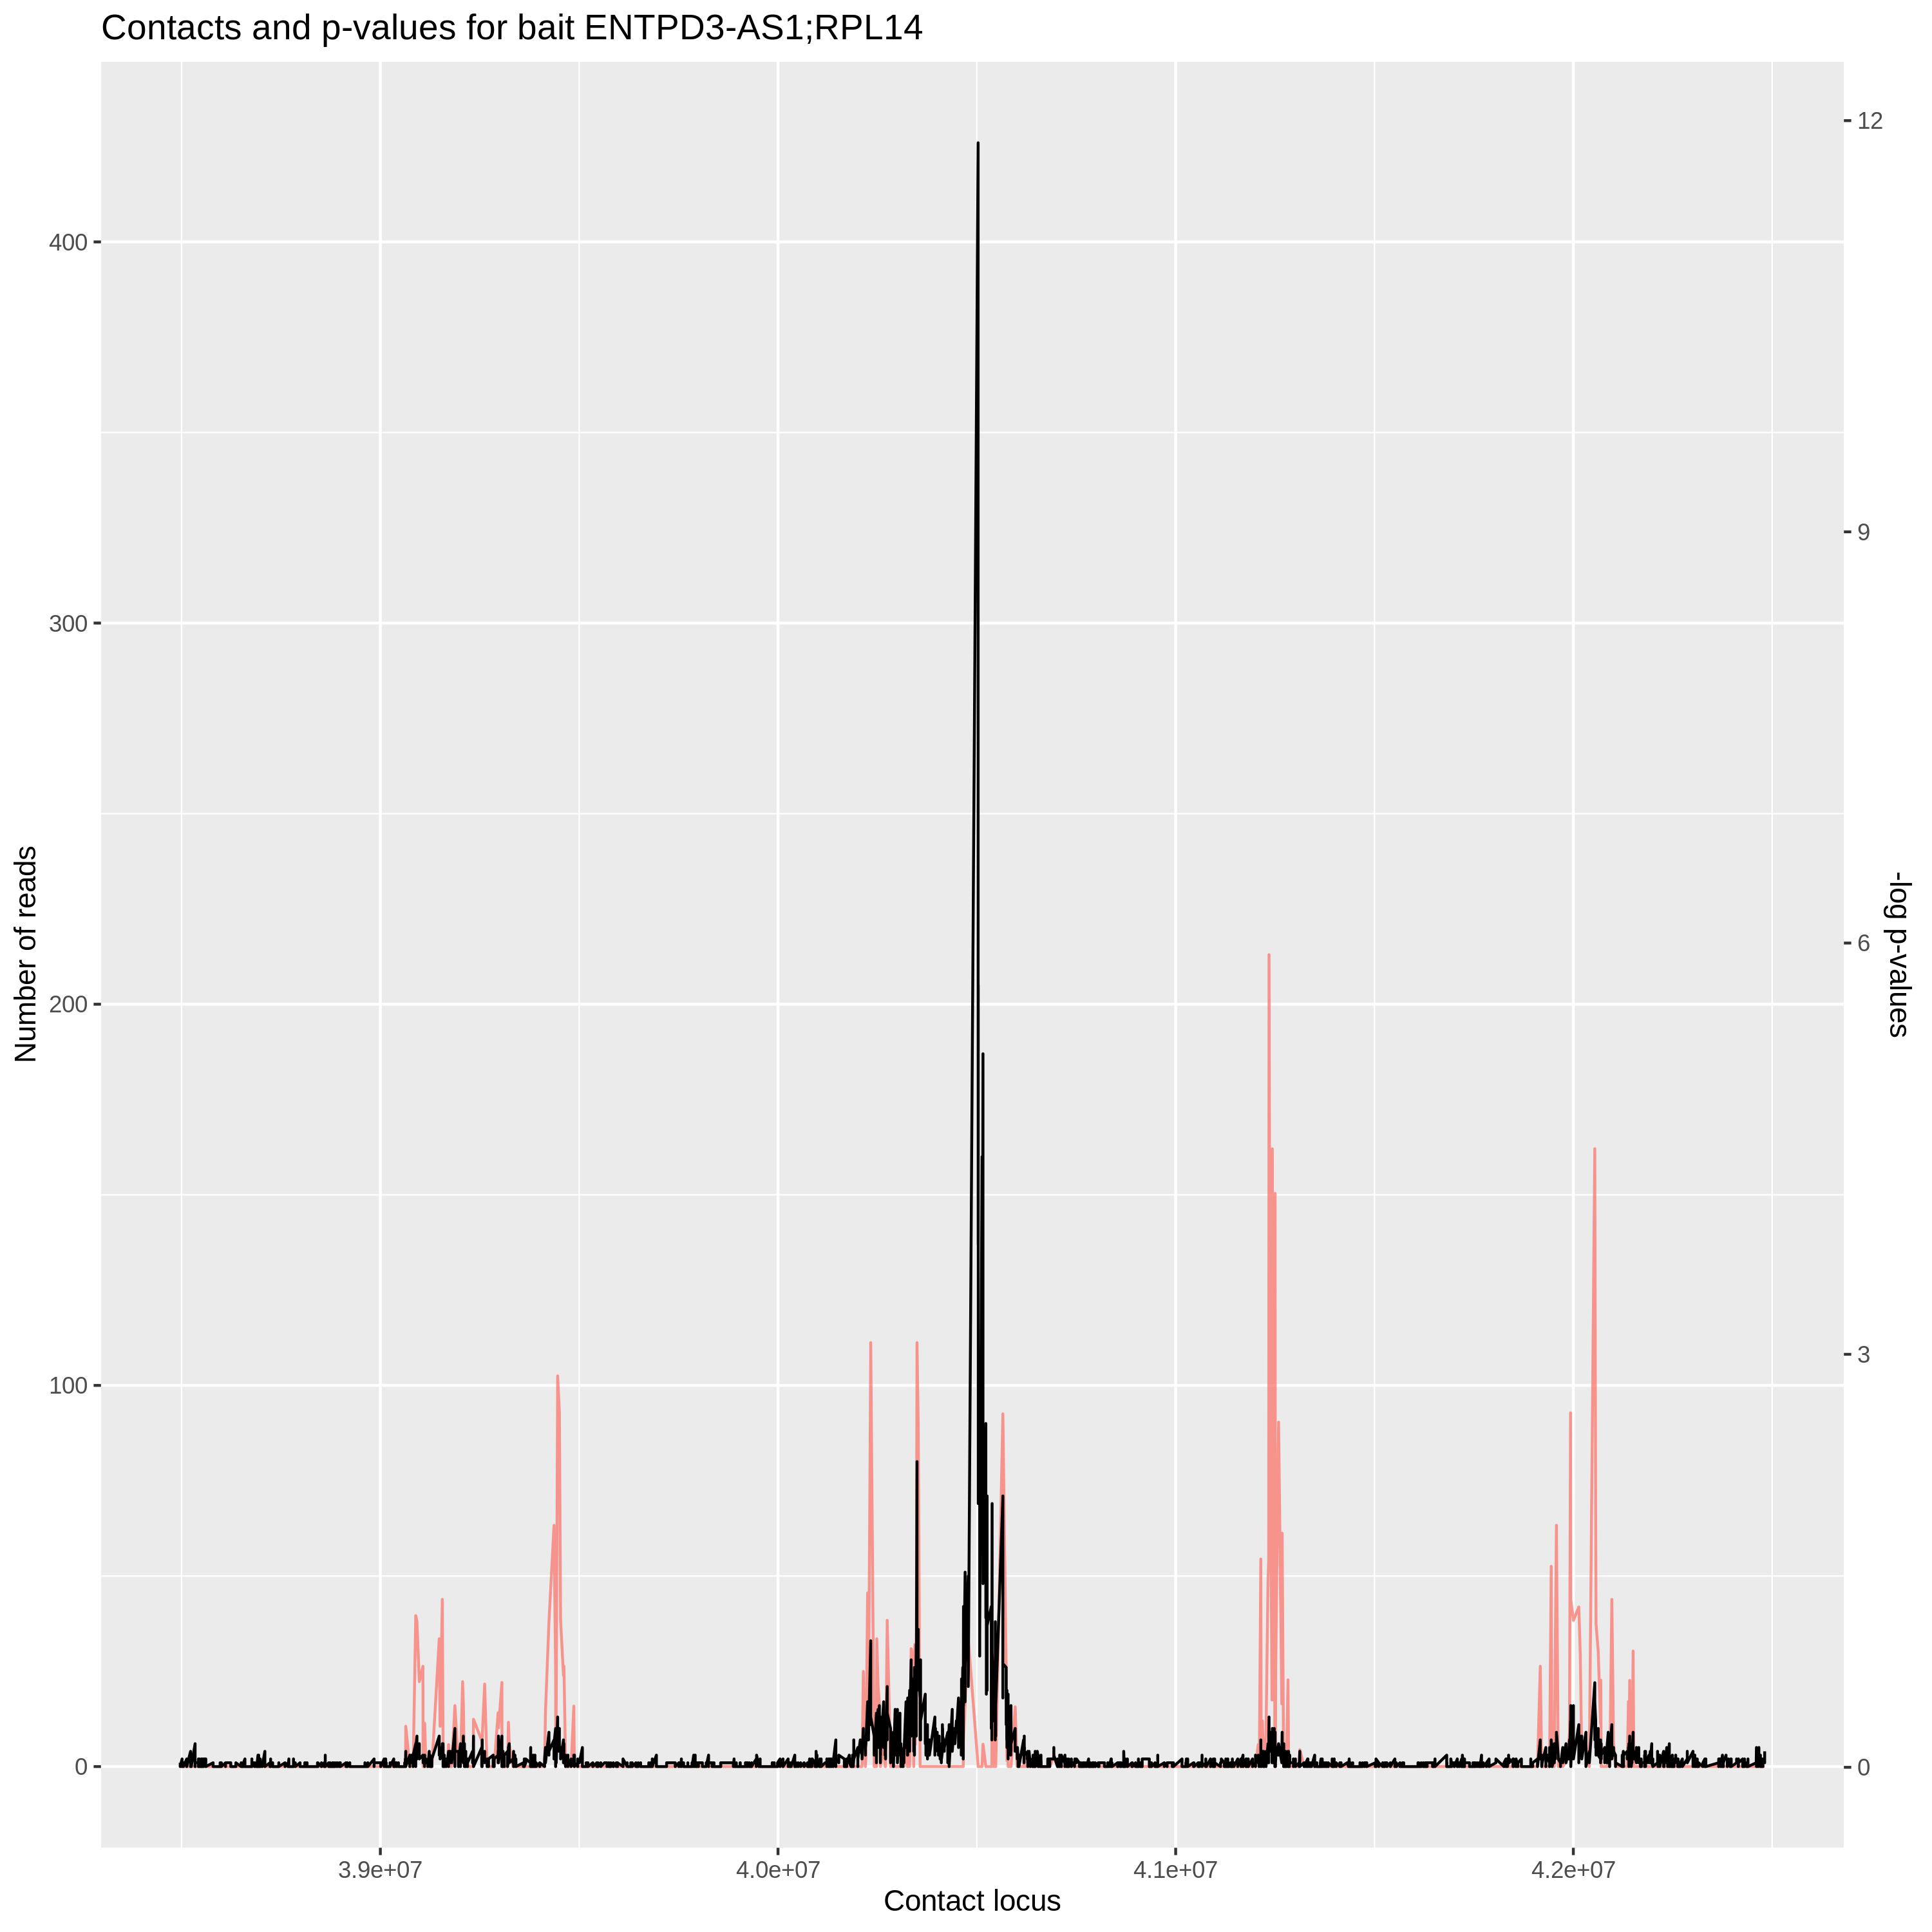 Contacts and p-values for bait ENTPD3-AS1;RPL14
400
300
200
100
0
Number of reads
12
9
6
3
0
-log p-values
3.9e+07
4.0e+07
4.1e+07
4.2e+07
Contact locus